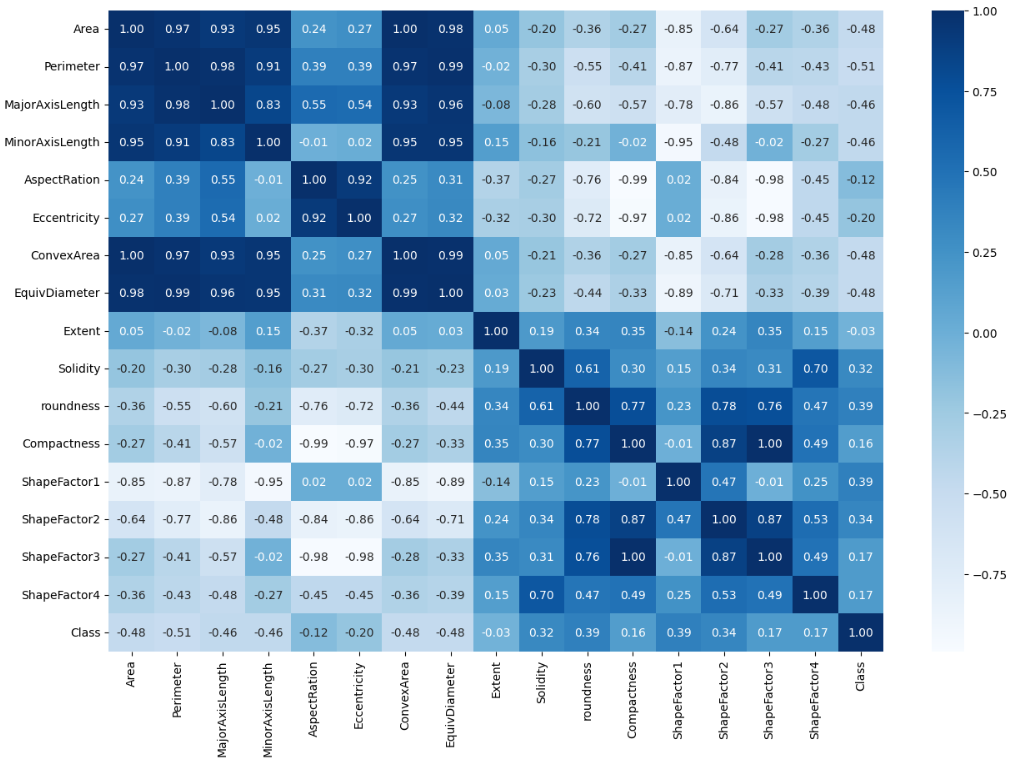 Area 1.00 0.97 0.93 0.95 0.24 0.27 1.00 0.98 0.05 -0.20 -0.36 -0.27 -0.85 -0.64 -0.27 -0.36 -0.48
Perimeter 0.97 1.00 0.98 0.91 0.39 0.39 0.97 0.99 -0.02 -0.30 -0.55 -0.41 -0.87 -0.77 -0.41 -0.43 -0.51
MajorAxisLength 0.93 0.98 1.00 0.83 0.55 0.54 0.93 0.96 -0.08 -0.28 -0.60 -0.57 -0.78 -0.86 -0.57 -0.48 -0.46
MinorAxisLength 0.95 0.91 0.83 1.00 -0.01 0.02 0.95 0.95 0.15 -0.16 -0.21 -0.02 -0.95 -0.48 -0.02 -0.27 -0.46
AspectRation 0.24 0.39 0.55 -0.01 1.00 0.92 0.25 0.31 -0.37 -0.27 -0.76 -0.99 0.02 -0.84 -0.98 -0.45 -0.12
Eccentricity 0.27 0.39 0.54 0.02 0.92 1.00 0.27 0.32 -0.32 -0.30 -0.72 -0.97 0.02 -0.86 -0.98 -0.45 -0.20
ConvexArea 1.00 0.97 0.93 0.95 0.25 0.27 1.00 0.99 0.05 -0.21 -0.36 -0.27 -0.85 -0.64 -0.28 -0.36 -0.48
EquivDiameter 0.98 0.99 0.96 0.95 0.31 0.32 0.99 1.00 0.03 -0.23 -0.44 -0.33 -0.89 -0.71 -0.33 -0.39 -0.48
Extent 0.05 -0.02 -0.08 0.15 -0.37 -0.32 0.05 0.03 1.00 0.19 0.34 0.35 -0.14 0.24 0.35 0.15 -0.03
Solidity -0.20 -0.30 -0.28 -0.16 -0.27 -0.30 -0.21 -0.23 0.19 1.00 0.61 0.30 0.15 0.34 0.31 0.70 0.32
roundness -0.36 -0.55 -0.60 -0.21 -0.76 -0.72 -0.36 -0.44 0.34 0.61 1.00 0.77 0.23 0.78 0.76 0.47 0.39
Compactness -0.27 -0.41 -0.57 -0.02 -0.99 -0.97 -0.27 -0.33 0.35 0.30 0.77 1.00 -0.01 0.87 1.00 0.49 0.16
ShapeFactor1 -0.85 -0.87 -0.78 -0.95 0.02 0.02 -0.85 -0.89 -0.14 0.15 0.23 -0.01 1.00 0.47 -0.01 0.25 0.39
ShapeFactor2 -0.64 -0.77 -0.86 -0.48 -0.84 -0.86 -0.64 -0.71 0.24 0.34 0.78 0.87 0.47 1.00 0.87 0.53 0.34
ShapeFactor3 -0.27 -0.41 -0.57 -0.02 -0.98 -0.98 -0.28 -0.33 0.35 0.31 0.76 1.00 -0.01 0.87 1.00 0.49 0.17
ShapeFactor4 -0.36 -0.43 -0.48 -0.27 -0.45 -0.45 -0.36 -0.39 0.15 0.70 0.47 0.49 0.25 0.53 0.49 1.00 0.17
Class -0.48 -0.51 -0.46 -0.46 -0.12 -0.20 -0.48 -0.48 -0.03 0.32 0.39 0.16 0.39 0.34 0.17 0.17 1.00
Area
Perimeter
MajorAxisLength
MinorAxisLength
AspectRation
Eccentricity
ConvexArea
EquivDiameter
Extent
Solidity
roundness
Compactness
ShapeFactor1
ShapeFactor2
ShapeFactor3
ShapeFactor4
Class
1.00
0.75
0.50
0.25
0.00
−0.25
−0.50
−0.75